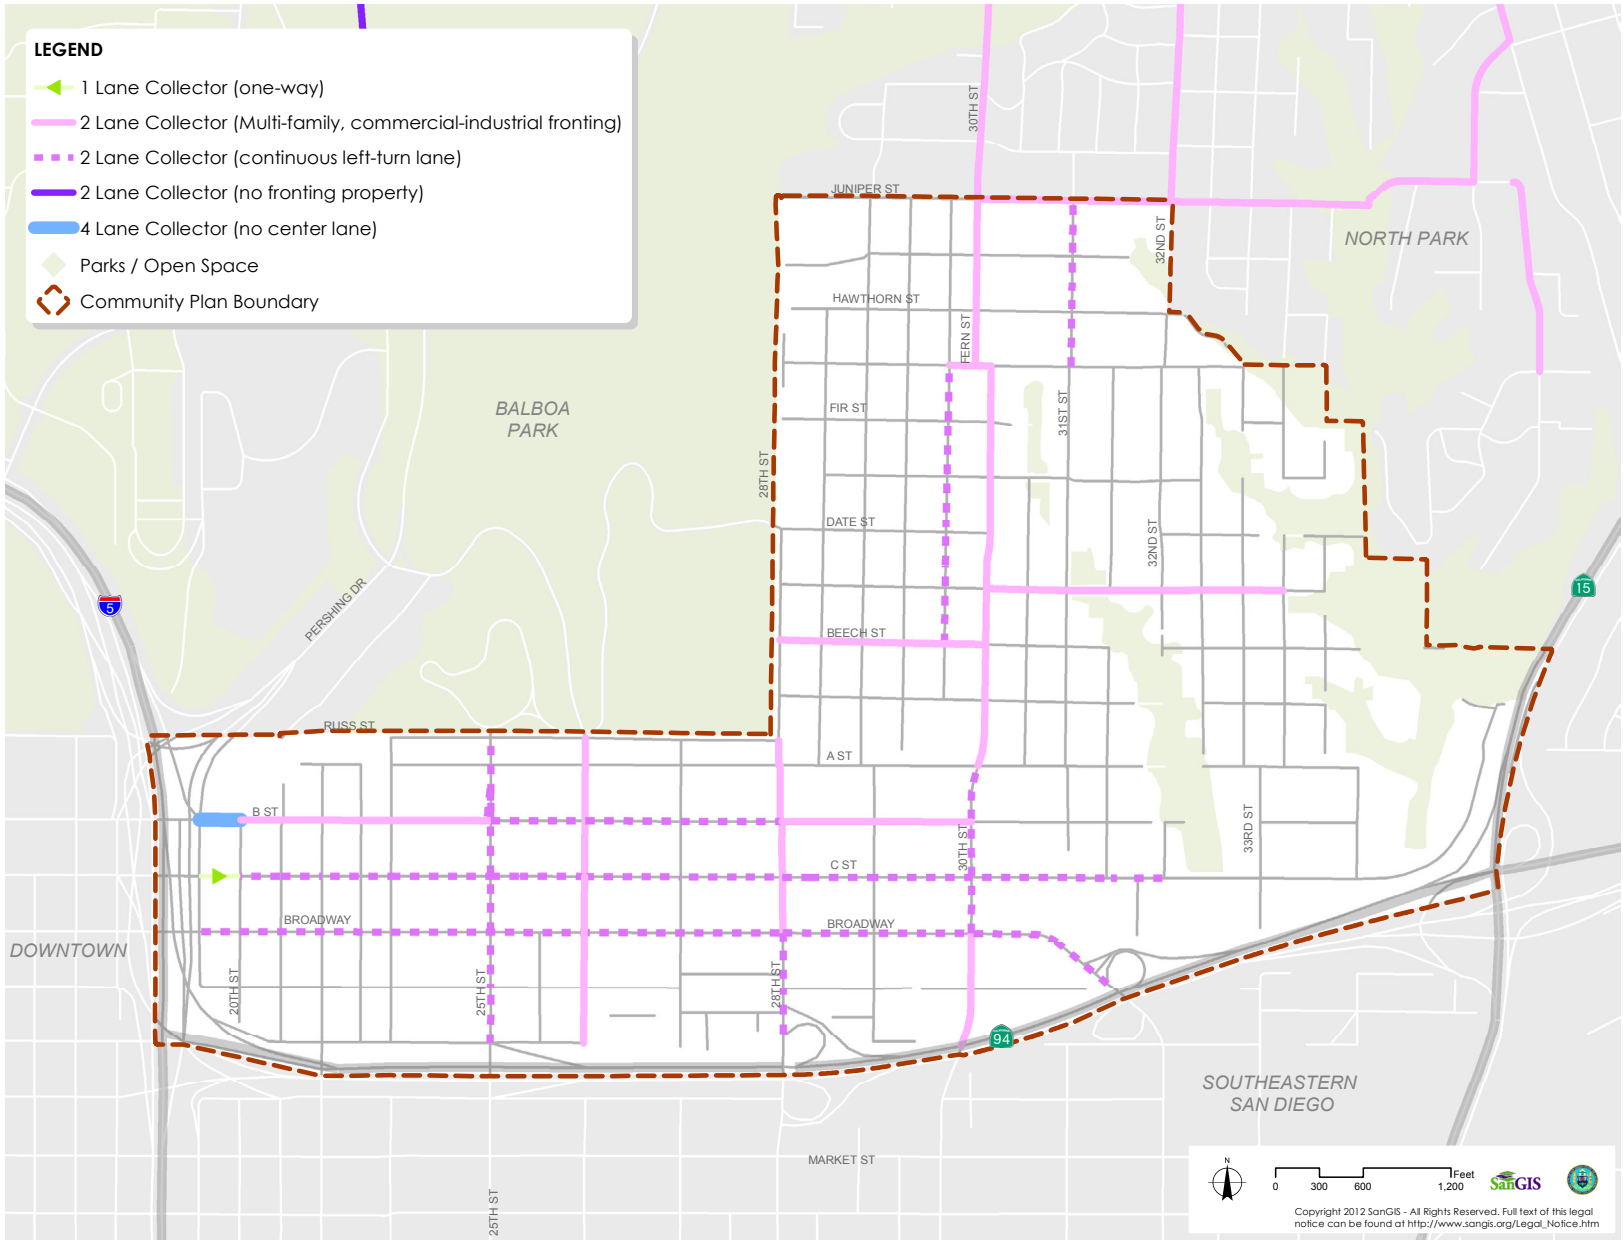 LEGEND
1 Lane Collector (one-way)
2 Lane Collector (Multi-family, commercial-industrial fronting)
2 Lane Collector (continuous left-turn lane)
2 Lane Collector (no fronting property)
4 Lane Collector (no center lane)
Parks / Open Space
Community Plan Boundary
30TH ST
JUNIPER ST
32ND ST
NORTH PARK
HAWTHORN ST
FERN ST
BALBOA
PARK
FIR ST
31ST ST
28TH ST
DATE ST
32ND ST
5
PERSHING DR
CALIFORNIA
15
BEECH ST
RUSS ST
A ST
B ST
30TH ST
33RD ST
C ST
BROADWAY
BROADWAY
DOWNTOWN
20TH ST
25TH ST
28TH ST
CALIFORNIA
94
SOUTHEASTERN
SAN DIEGO
MARKET ST
25TH ST
N
Feet
0 300 600 1,200
SanGIS
Copyright 2012 SanGIS - All Rights Reserved. Full text of this legal
notice can be found at http://www.sangis.org/Legal_Notice.htm